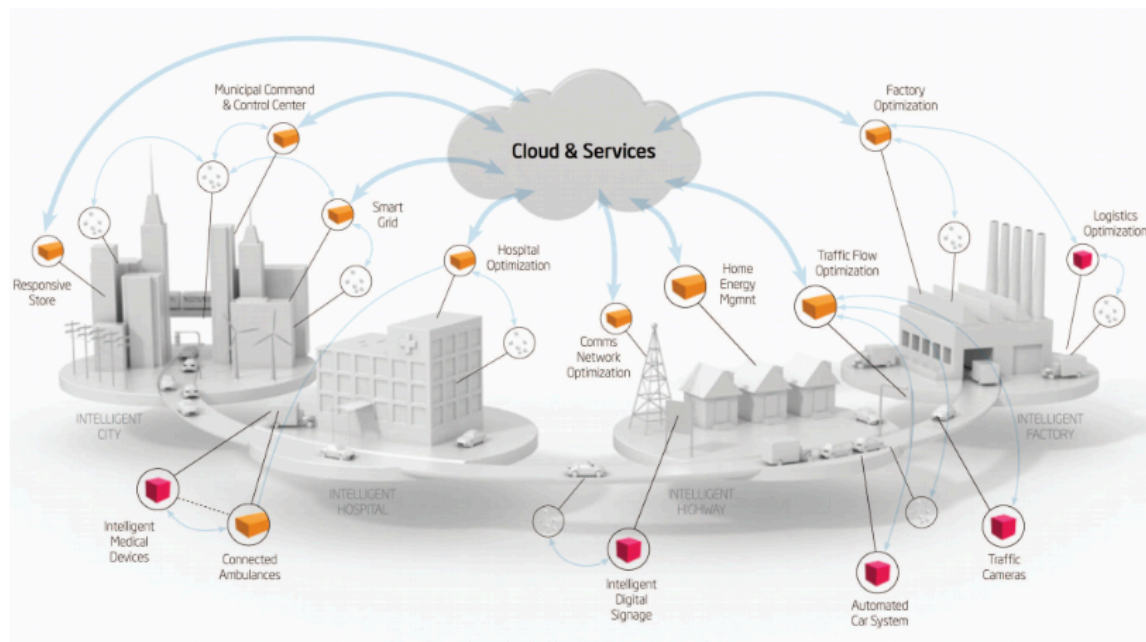 Municipal Command
& Control Center
Factory
Optimization
Cloud & Services
Smart
Grid
Logistics
Optimization
Hospital
Optimization
Traffic Flow
Optimization
Home
Energy
Mgmnt
Responsive
Store
Comms
Network
Optimization
INTELLIGENT
CITY
INTELLIGENT
FACTORY
INTELLIGENT
HOSPITAL
INTELLIGENT
HIGHWAY
Intelligent
Medical
Devices
Connected
Ambulances
Intelligent
Digital
Signage
Automated
Car System
Traffic
Cameras